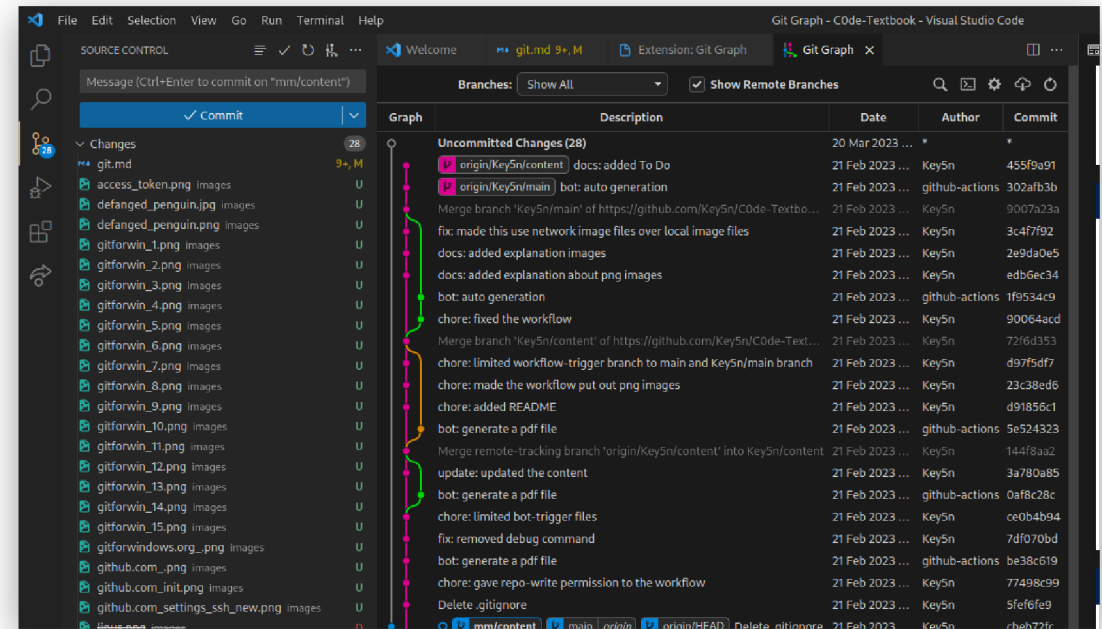 File Edit Selection View Go Run Terminal Help
Git Graph - C0de-Textbook - Visual Studio Code
SOURCE CONTROL
Welcome
git.md 9+, M
Extension: Git Graph
Git Graph
Message (Ctrl+Enter to commit on "mm/content")
Commit
Changes 28
git.md 9+, M
access_token.png images U
defanged_penguin.jpg images U
defanged_penguin.png images U
gitforwin_1.png images U
gitforwin_2.png images U
gitforwin_3.png images U
gitforwin_4.png images U
gitforwin_5.png images U
gitforwin_6.png images U
gitforwin_7.png images U
gitforwin_8.png images U
gitforwin_9.png images U
gitforwin_10.png images U
gitforwin_11.png images U
gitforwin_12.png images U
gitforwin_13.png images U
gitforwin_14.png images U
gitforwin_15.png images U
gitforwindows.org_.png images U
github.com_.png images U
github.com_init.png images U
github.com_settings_ssh_new.png images U
linus.png images D
28
Branches: Show All Show Remote Branches
Graph Description Date Author Commit
Uncommitted Changes (28) 20 Mar 2023 ... * *
origin/Key5n/content docs: added To Do 21 Feb 2023 ... Key5n 455f9a91
origin/Key5n/main bot: auto generation 21 Feb 2023 ... github-actions 302afb3b
Merge branch 'Key5n/main' of https://github.com/Key5n/C0de-Textbo... 21 Feb 2023 ... Key5n 9007a23a
fix: made this use network image files over local image files 21 Feb 2023 ... Key5n 3c4f7f92
docs: added explanation images 21 Feb 2023 ... Key5n 2e9da0e5
docs: added explanation about png images 21 Feb 2023 ... Key5n edb6ec34
bot: auto generation 21 Feb 2023 ... github-actions 1f9534c9
chore: fixed the workflow 21 Feb 2023 ... Key5n 90064acd
Merge branch 'Key5n/content' of https://github.com/Key5n/C0de-Text... 21 Feb 2023 ... Key5n 72f6d353
chore: limited workflow-trigger branch to main and Key5n/main branch 21 Feb 2023 ... Key5n d97f5df7
chore: made the workflow put out png images 21 Feb 2023 ... Key5n 23c38ed6
chore: added README 21 Feb 2023 ... Key5n d91856c1
bot: generate a pdf file 21 Feb 2023 ... github-actions 5e524323
Merge remote-tracking branch 'origin/Key5n/content' into Key5n/content 21 Feb 2023 ... Key5n 144f8aa2
update: updated the content 21 Feb 2023 ... Key5n 3a780a85
bot: generate a pdf file 21 Feb 2023 ... github-actions 0af8c28c
chore: limited bot-trigger files 21 Feb 2023 ... Key5n ce0b4b94
fix: removed debug command 21 Feb 2023 ... Key5n 7df070bd
bot: generate a pdf file 21 Feb 2023 ... github-actions be38c619
chore: gave repo-write permission to the workflow 21 Feb 2023 ... Key5n 77498c99
Delete .gitignore 21 Feb 2023 ... Key5n 5fef6fe9
mm/content main origin origin/HEAD Delete .gitignore 21 Feb 2023 ... Key5n cbeb72fc